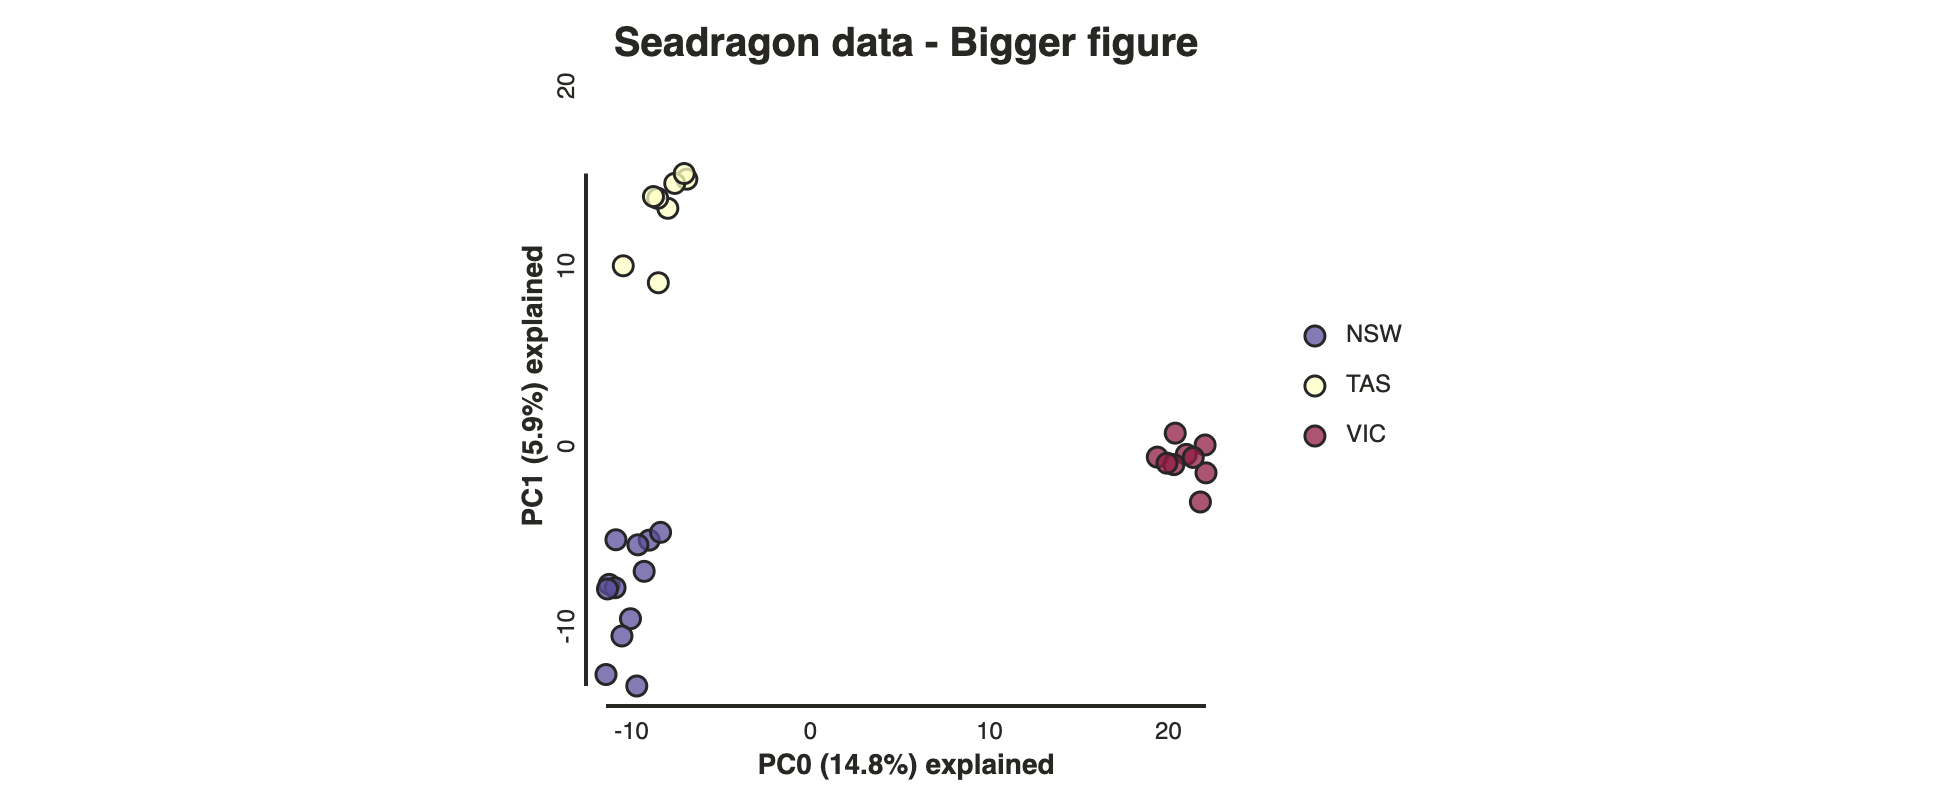 Seadragon data - Bigger figure
20
10
0
-10
PC1 (5.9%) explained
-10
0
10
20
PC0 (14.8%) explained
NSW
TAS
VIC